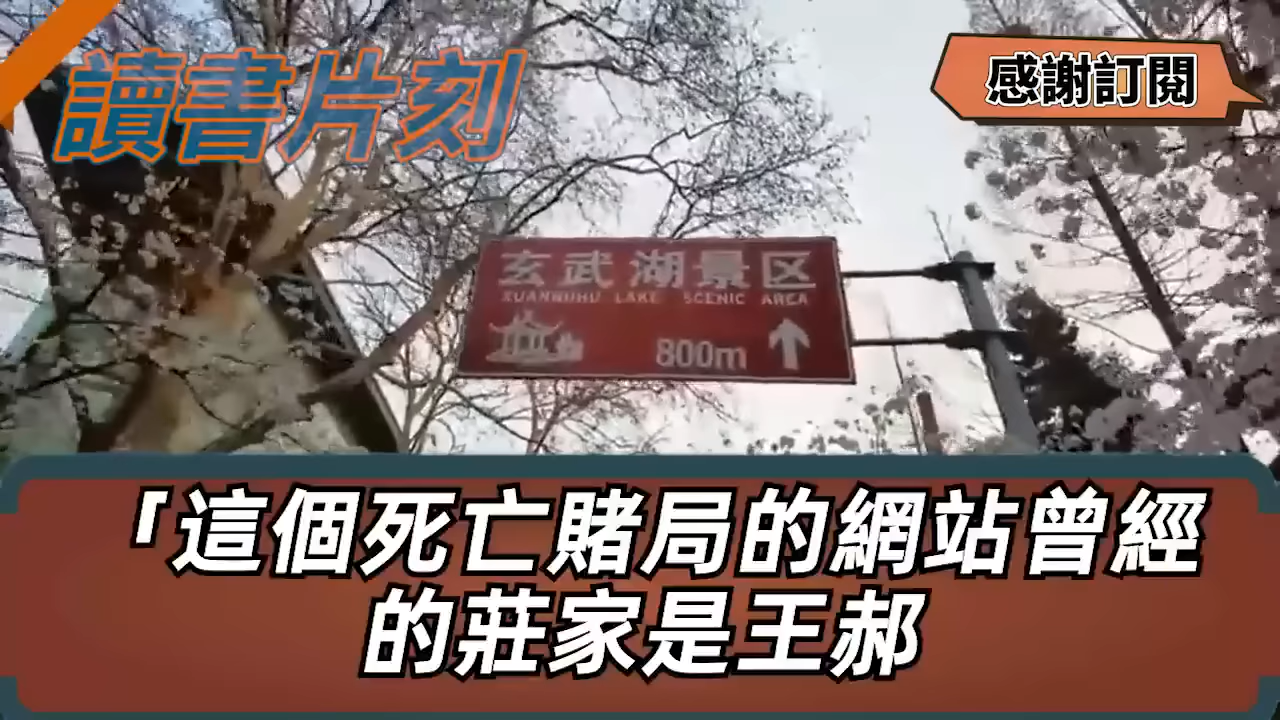 讀書片刻
感謝訂閱
玄武湖景区
XUANWUHU LAKE SCENIC AREA
800m
「這個死亡賭局的網站曾經
的莊家是王郝